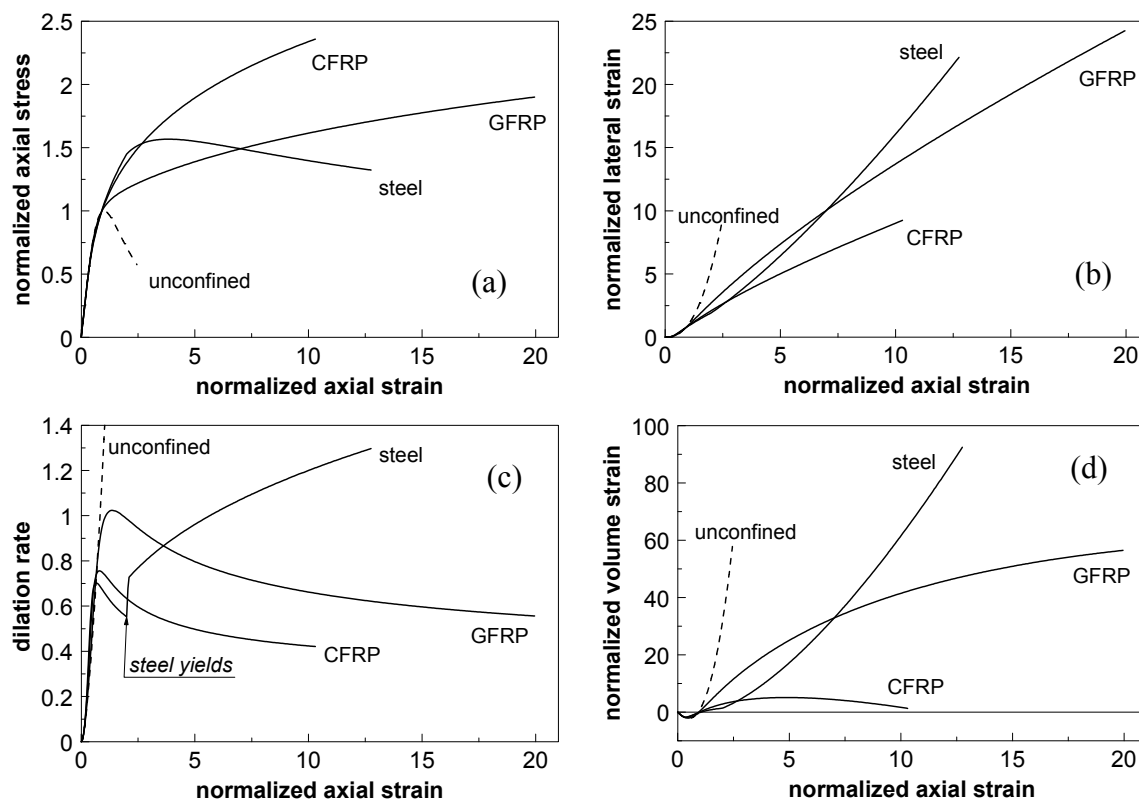 normalized axial stress
2.5
2
1.5
1
0.5
0
CFRP
GFRP
steel
unconfined
(a)
0 5 10 15 20
normalized axial strain
normalized lateral strain
25
20
15
10
5
0
steel
GFRP
unconfined
CFRP
(b)
0 5 10 15 20
normalized axial strain
dilation rate
1.4
1.2
1
0.8
0.6
0.4
0.2
0
unconfined
steel
(c)
GFRP
CFRP
steel yields
0 5 10 15 20
normalized axial strain
normalized volume strain
100
80
60
40
20
0
steel
(d)
unconfined
GFRP
CFRP
0 5 10 15 20
normalized axial strain